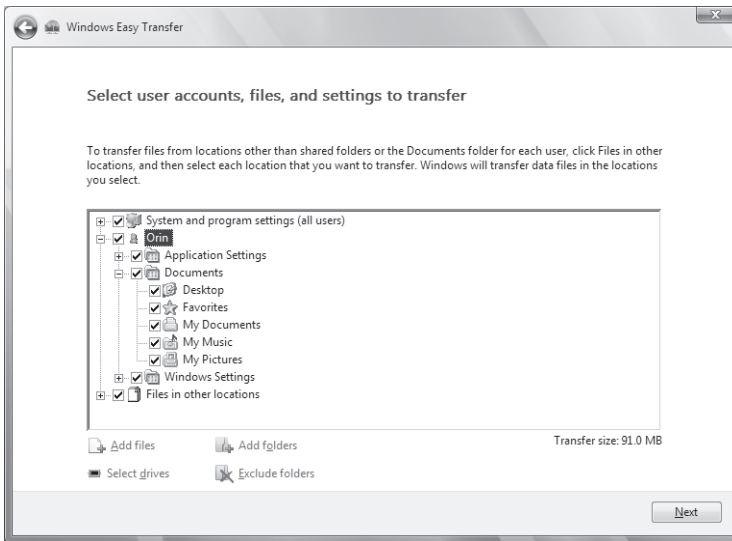 Windows Easy Transfer
Select user accounts, files, and settings to transfer
To transfer files from locations other than shared folders or the Documents folder for each user, click Files in other
locations, and then select each location that you want to transfer. Windows will transfer data files in the locations
you select.
System and program settings (all users)
Orin
Application Settings
Documents
Desktop
Favorites
My Documents
My Music
My Pictures
Windows Settings
Files in other locations
Add files
Add folders
Transfer size: 91.0 MB
Select drives
Exclude folders
Next